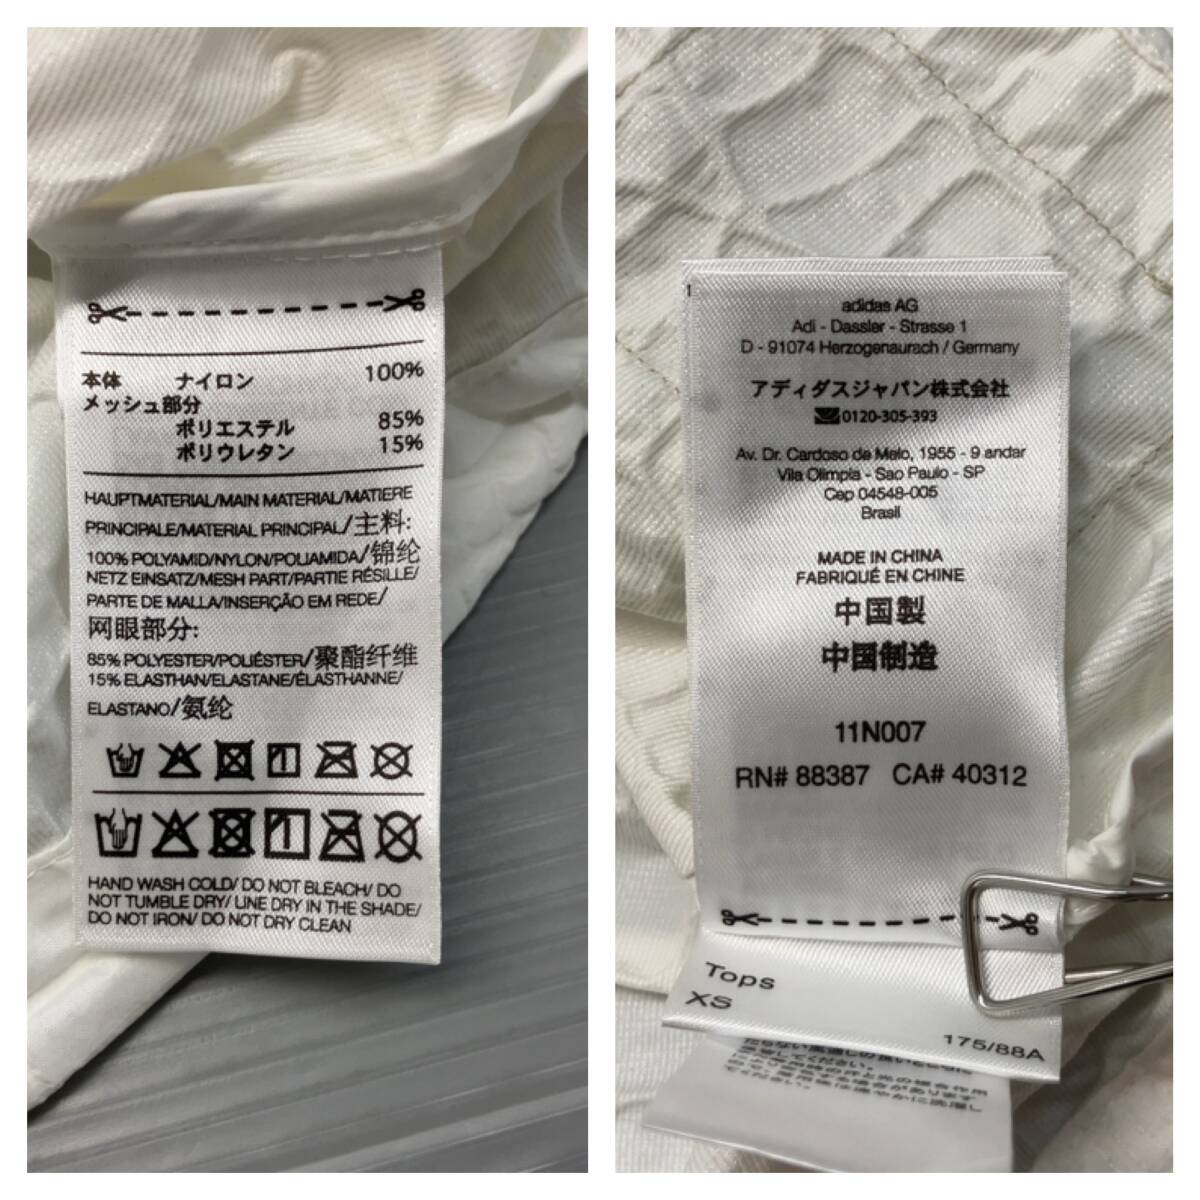 本体 ナイロン 100%
メッシュ部分
ポリエステル 85%
ポリウレタン 15%
HAUPTMATERIAL/MAIN MATERIAL/MATIERE
PRINCIPALE/MATERIAL PRINCIPAL/主料:
100% POLYAMID/NYLON/POLIAMIDA/锦纶
NETZ EINSATZ/MESH PART/PARTIE RÉSILLE/
PARTE DE MALLA/INSERÇÃO EM REDE/
网眼部分:
85% POLYESTER/POLIÉSTER/聚酯纤维
15% ELASTHAN/ELASTANE/ÉLASTHANNE/
ELASTANO/氨纶
HAND WASH COLD/ DO NOT BLEACH/ DO
NOT TUMBLE DRY/ LINE DRY IN THE SHADE/
DO NOT IRON/ DO NOT DRY CLEAN
1
adidas AG
Adi - Dassler - Strasse 1
D - 91074 Herzogenaurach / Germany
アディダスジャパン株式会社
0120-305-393
Av. Dr. Cardoso de Melo, 1955 - 9 andar
Vila Olimpia - Sao Paulo - SP
Cep 04548-005
Brasil
MADE IN CHINA
FABRIQUÉ EN CHINE
中国製
中国制造
11N007
RN# 88387 CA# 40312
Tops
XS
175/88A